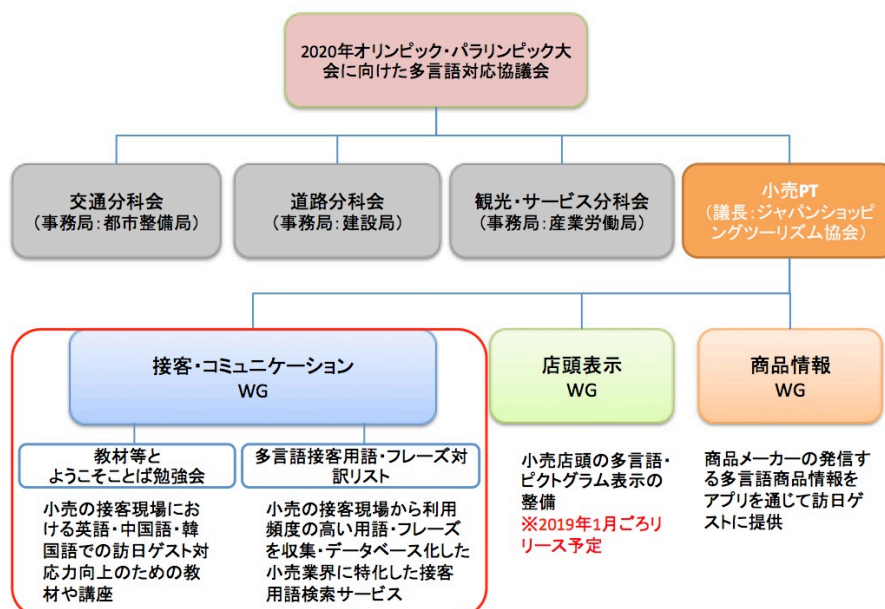 2020年オリンピック・パラリンピック大
会に向けた多言語対応協議会
交通分科会
（事務局：都市整備局）
道路分科会
（事務局：建設局）
観光・サービス分科会
（事務局：産業労働局）
小売PT
（議長：ジャパンショッピ
ングツーリズム協会）
接客・コミュニケーション
WG
店頭表示
WG
商品情報
WG
教材等と
ようこそことば勉強会
多言語接客用語・フレーズ対
訳リスト
小売の接客現場にお
ける英語・中国語・韓
国語での訪日ゲスト対
応力向上のための教
材や講座
小売の接客現場から利用
頻度の高い用語・フレーズ
を収集・データベース化した
小売業界に特化した接客
用語検索サービス
小売店頭の多言語・
ピクトグラム表示の
整備
※2019年1月ごろリ
リース予定
商品メーカーの発信す
る多言語商品情報を
アプリを通じて訪日ゲ
ストに提供